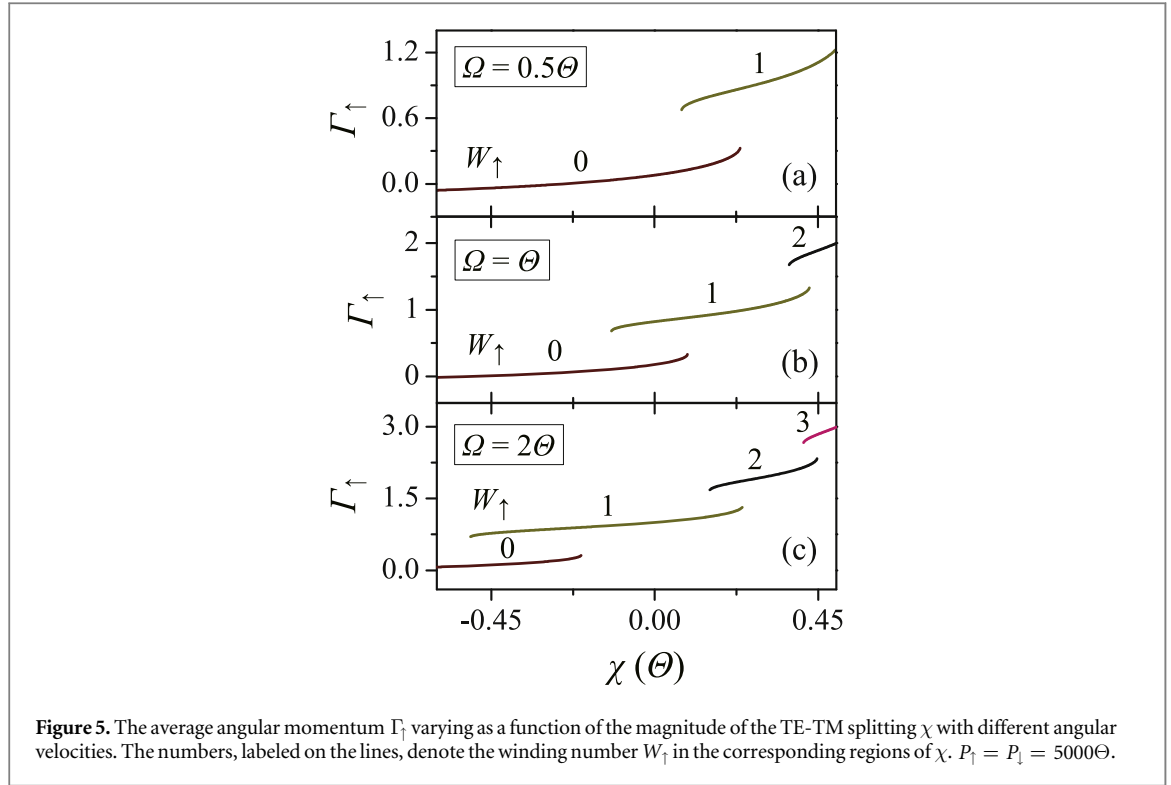 1.2
Ω = 0.5Θ
1
Γ↑
0.6
W↑
0
0.0
(a)
2
Ω = Θ
2
1
Γ↑
1
W↑
0
0
(b)
3.0
Ω = 2Θ
3
2
Γ↑
1.5
W↑
1
0
0.0
(c)
-0.45
0.00
0.45
χ (Θ)
Figure 5. The average angular momentum Γ↑ varying as a function of the magnitude of the TE-TM splitting χ with different angular
velocities. The numbers, labeled on the lines, denote the winding number W↑ in the corresponding regions of χ. P↑ = P↓ = 5000Θ.